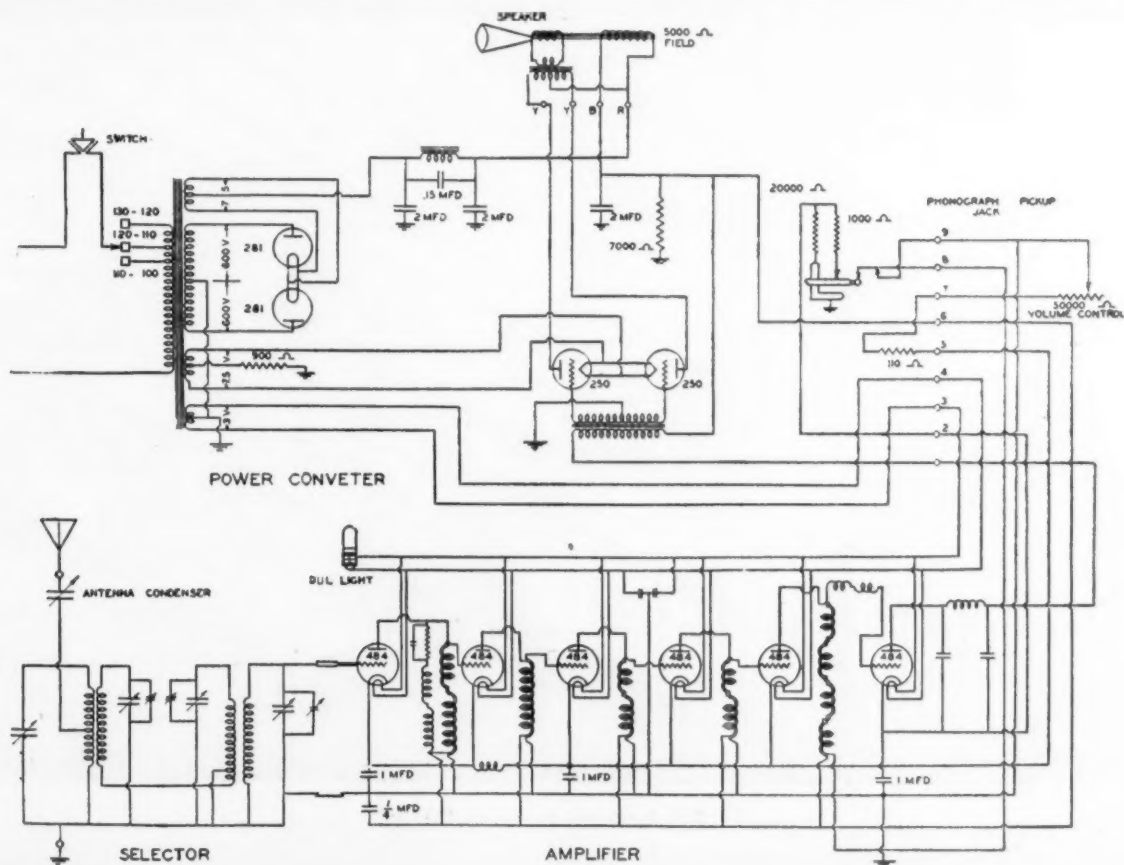 SPEAKER
5000 Ω
FIELD
Y Y B R
SWITCH
130 - 120
120 - 110
110 - 100
600 V
600 V
281
281
.15 MFD
2 MFD
2 MFD
2 MFD
7000 Ω
20000 Ω
1000 Ω
PHONOGRAPH PICKUP
JACK
9
8
7
6
5
4
3
2
50000 Ω
VOLUME CONTROL
110 Ω
900 Ω
250
250
POWER CONVETER
ANTENNA CONDENSER
484
484
484
484
484
484
1 MFD
1/4 MFD
1 MFD
1 MFD
SELECTOR
AMPLIFIER